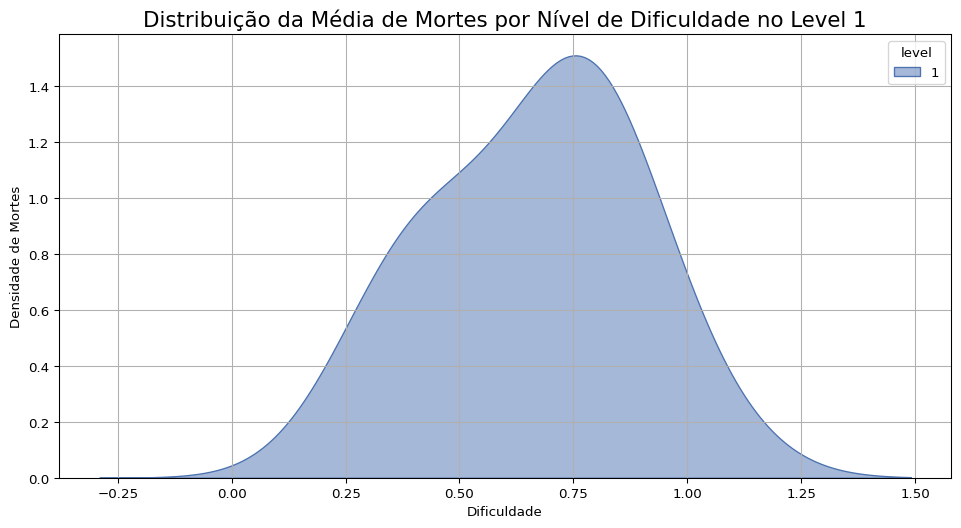 Distribuição da Média de Mortes por Nível de Dificuldade no Level 1
level
1
Densidade de Mortes
1.4
1.2
1.0
0.8
0.6
0.4
0.2
0.0
−0.25 0.00 0.25 0.50 0.75 1.00 1.25 1.50
Dificuldade